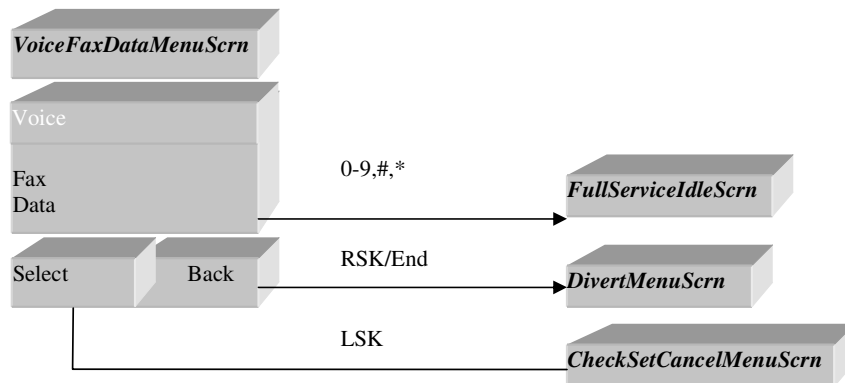 VoiceFaxDataMenuScrn
Voice
Fax
Data
Select
Back
0-9,#,*
FullServiceIdleScrn
RSK/End
DivertMenuScrn
LSK
CheckSetCancelMenuScrn